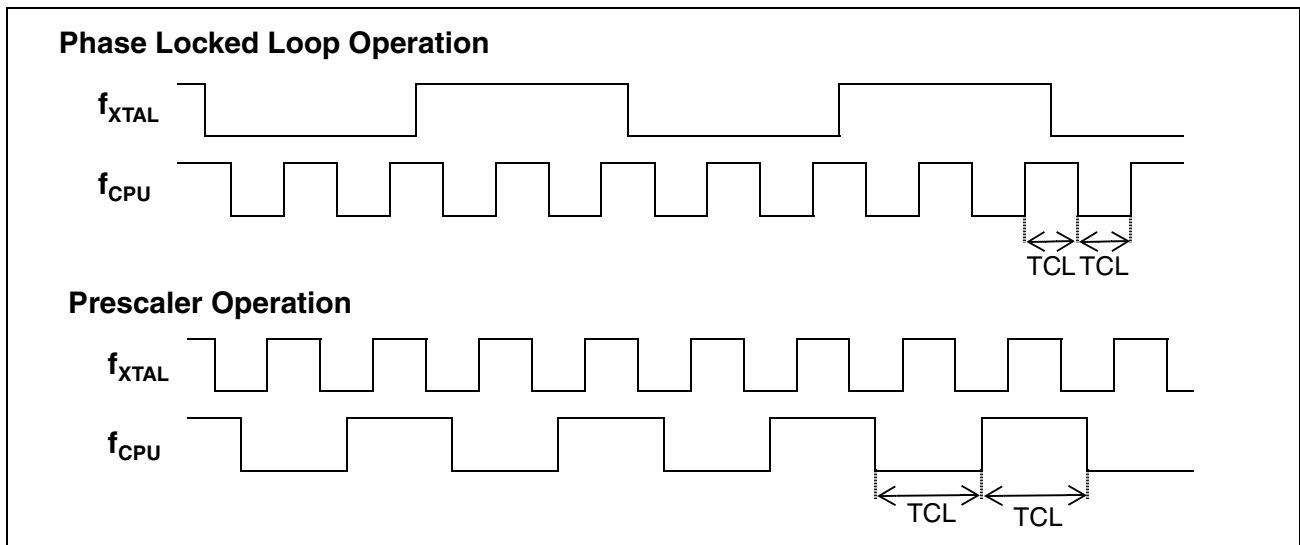 Phase Locked Loop Operation
fXTAL
fCPU
TCL TCL
Prescaler Operation
fXTAL
fCPU
TCL TCL